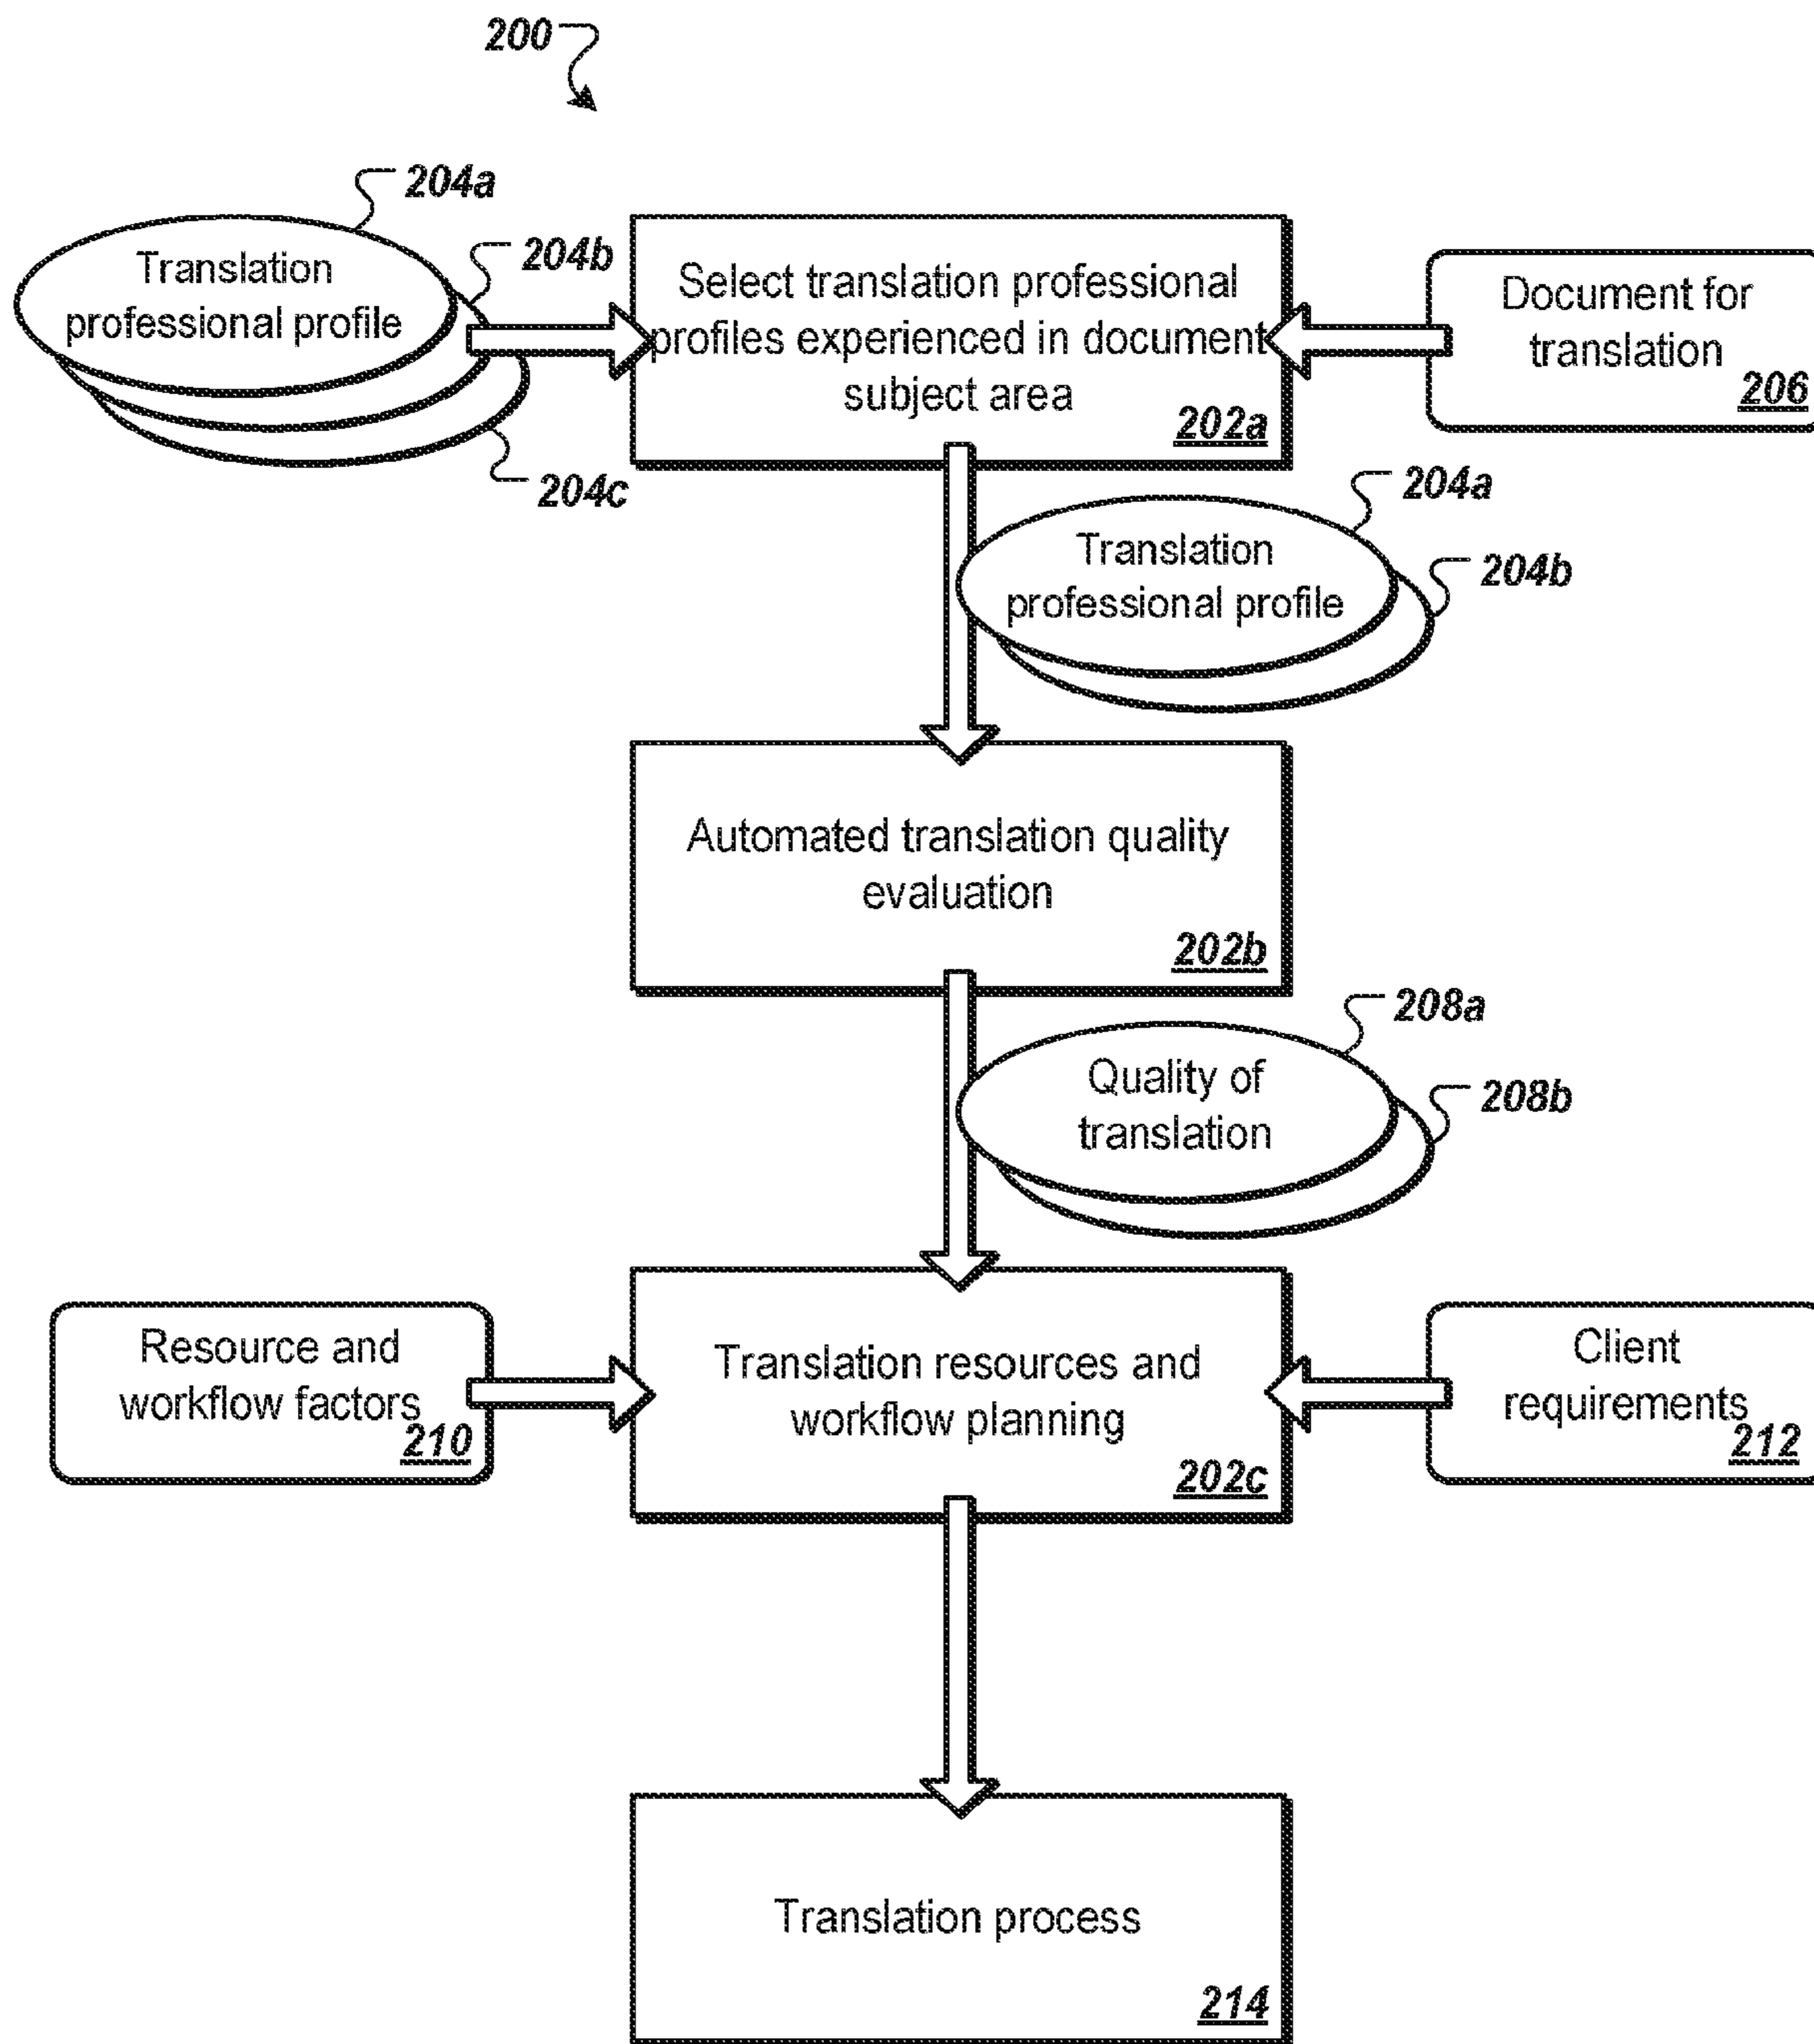 200
204a
Translation
professional profile
204b
204c
Select translation professional
profiles experienced in document
subject area
202a
Document for
translation
206
204a
Translation
professional profile
204b
Automated translation quality
evaluation
202b
208a
Quality of
translation
208b
Resource and
workflow factors
210
Translation resources and
workflow planning
202c
Client
requirements
212
Translation process
214